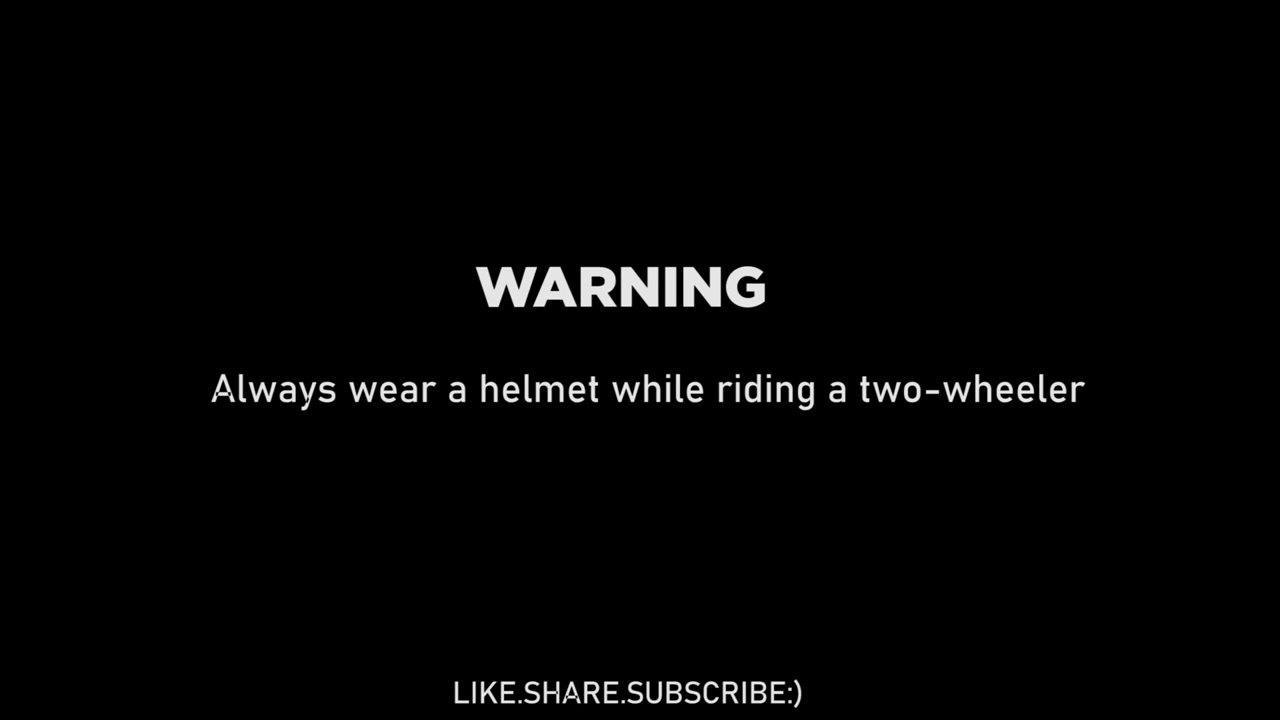 WARNING
Always wear a helmet while riding a two-wheeler
LIKE.SHARE.SUBSCRIBE:)